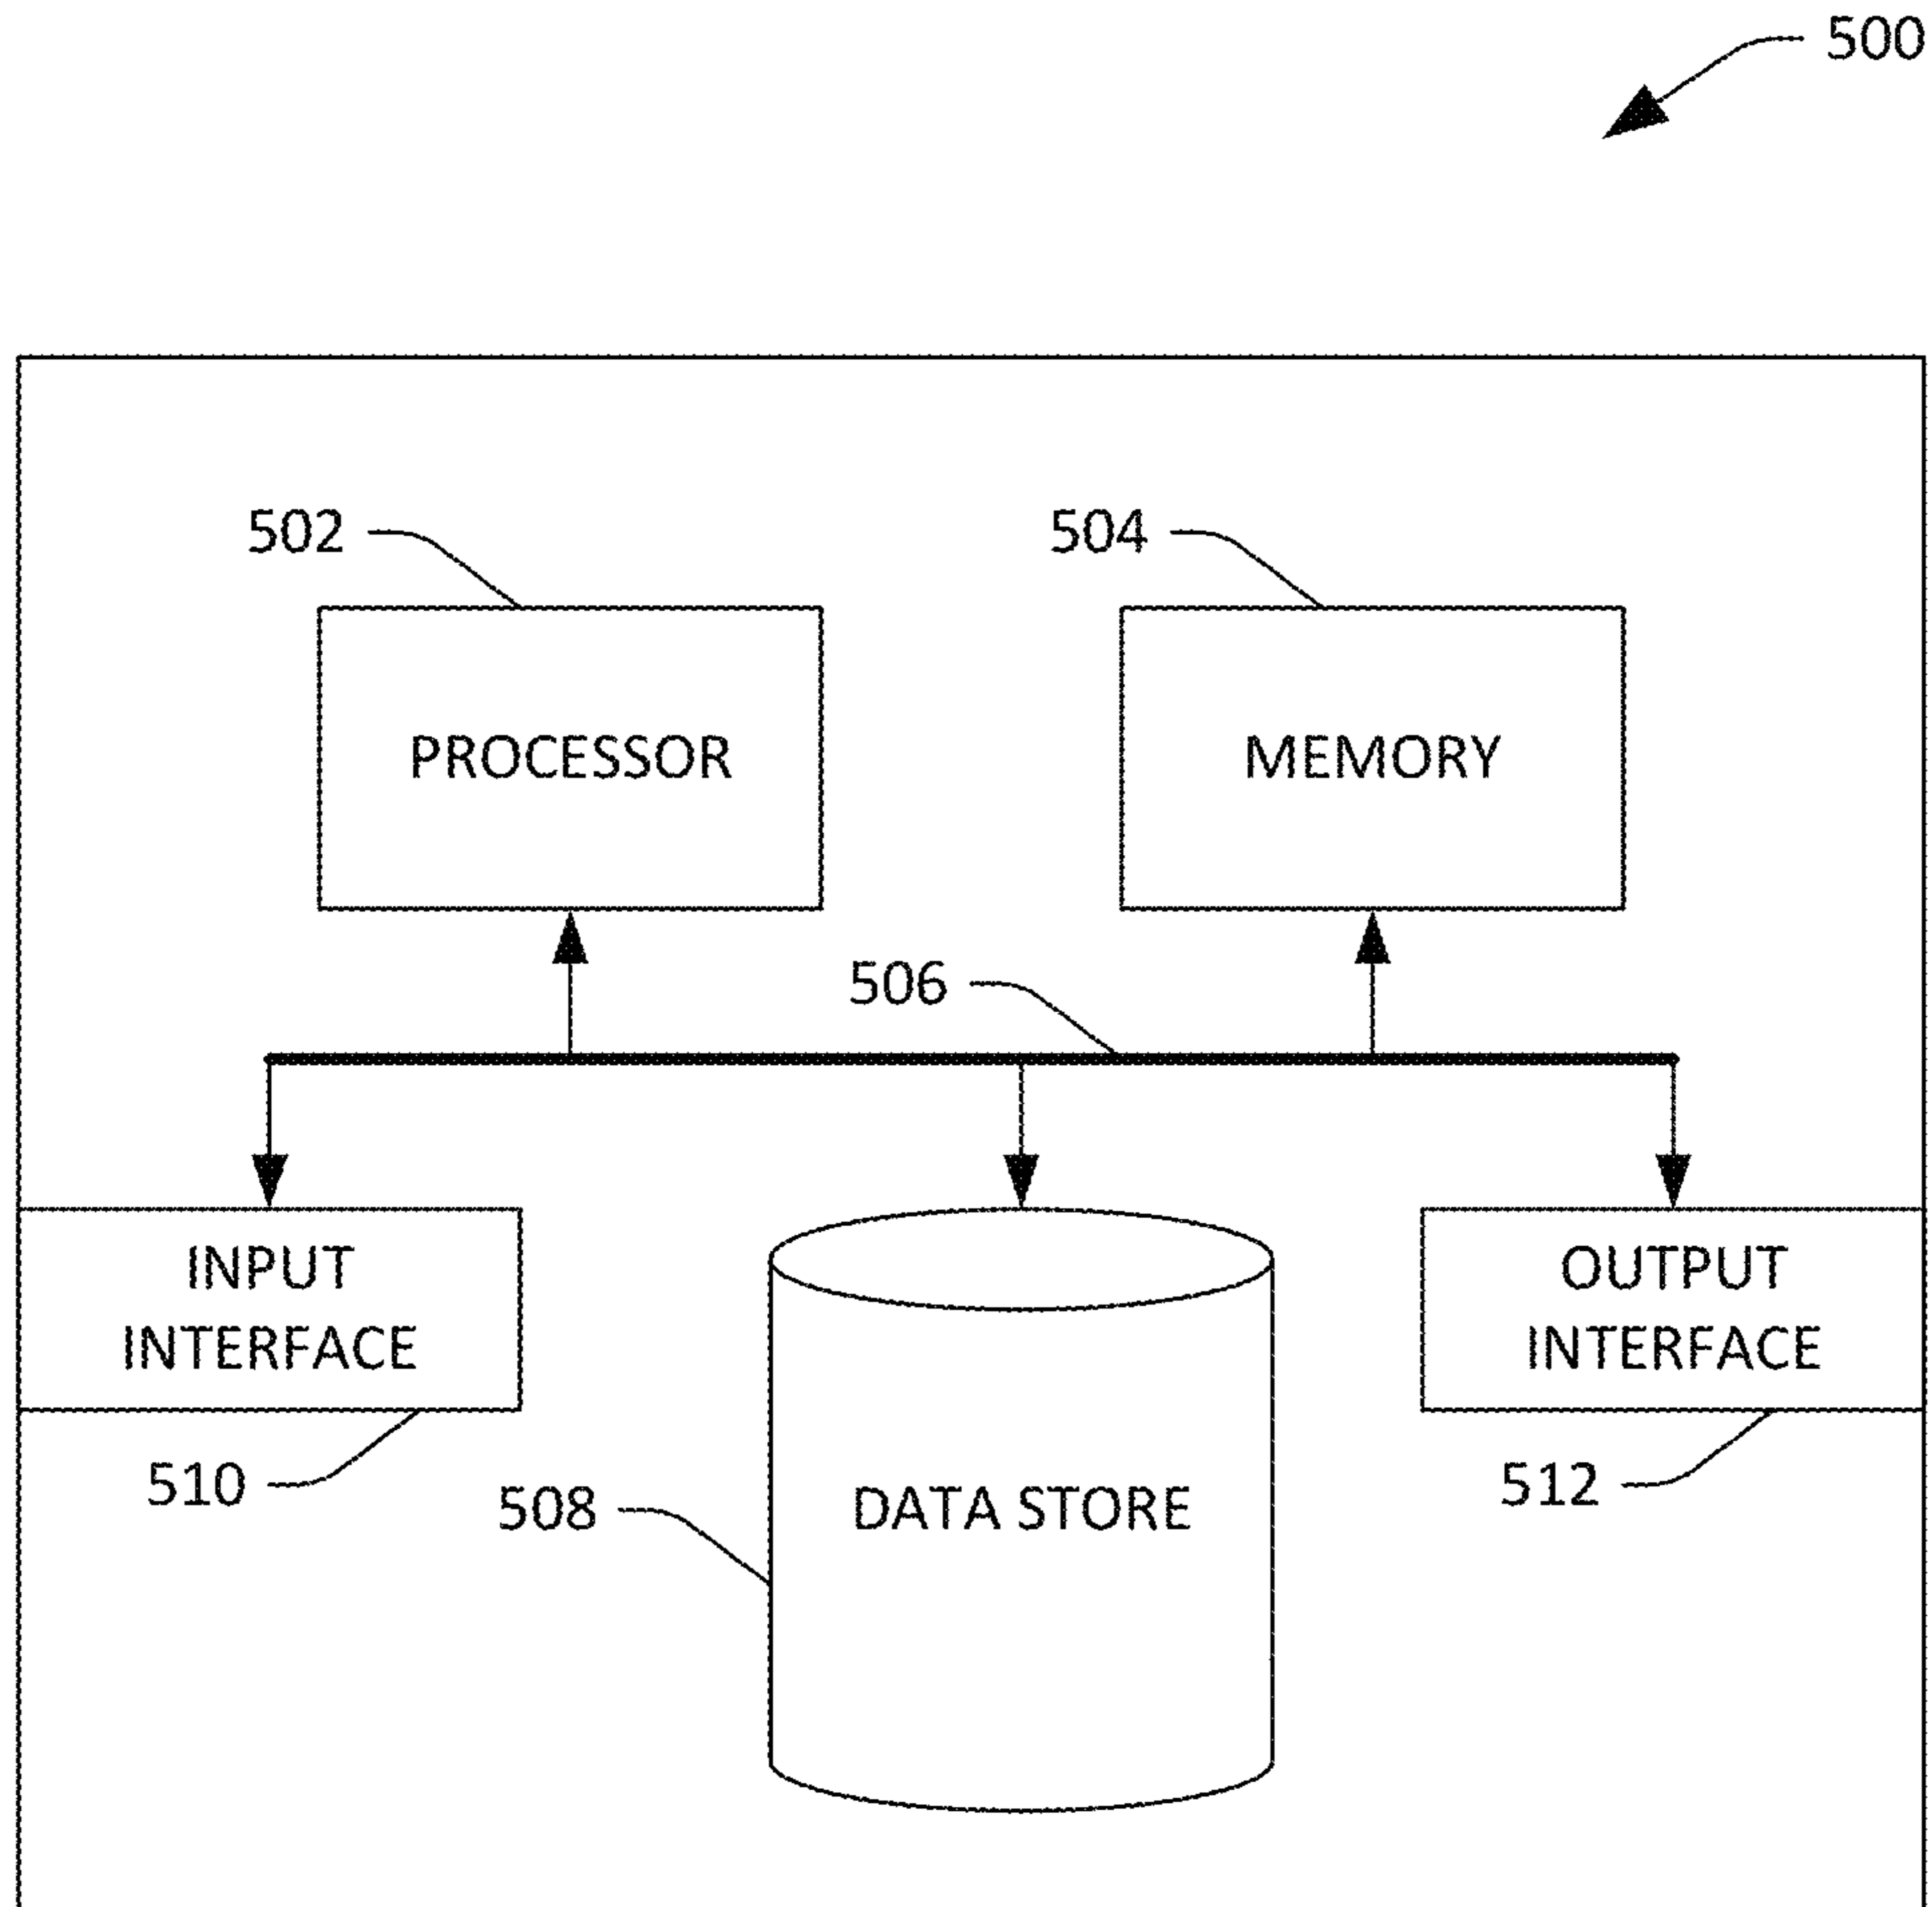 500
502
504
PROCESSOR
MEMORY
506
INPUT
INTERFACE
OUTPUT
INTERFACE
510
508
DATA STORE
512